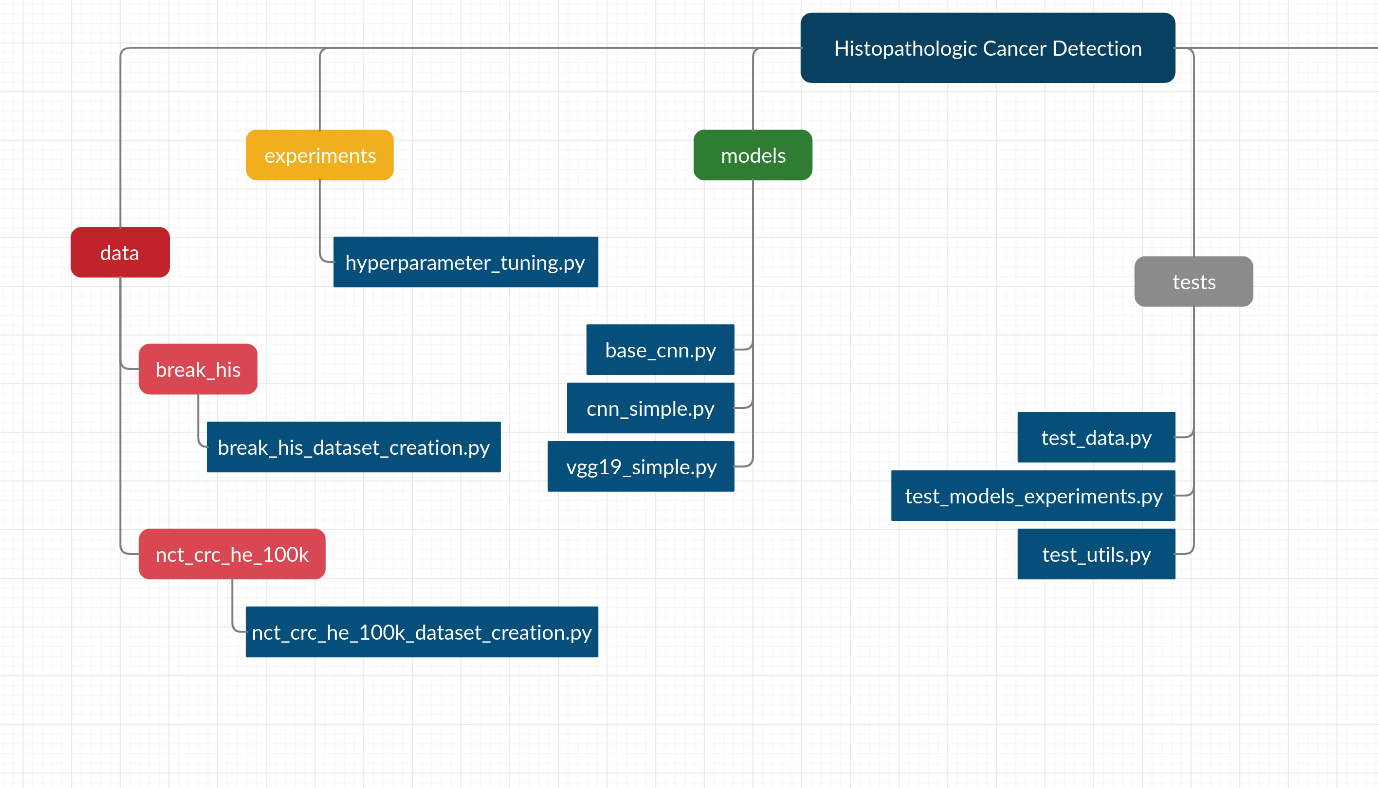 Histopathologic Cancer Detection
experiments
models
data
hyperparameter_tuning.py
tests
base_cnn.py
break_his
cnn_simple.py
test_data.py
break_his_dataset_creation.py
vgg19_simple.py
test_models_experiments.py
nct_crc_he_100k
test_utils.py
nct_crc_he_100k_dataset_creation.py